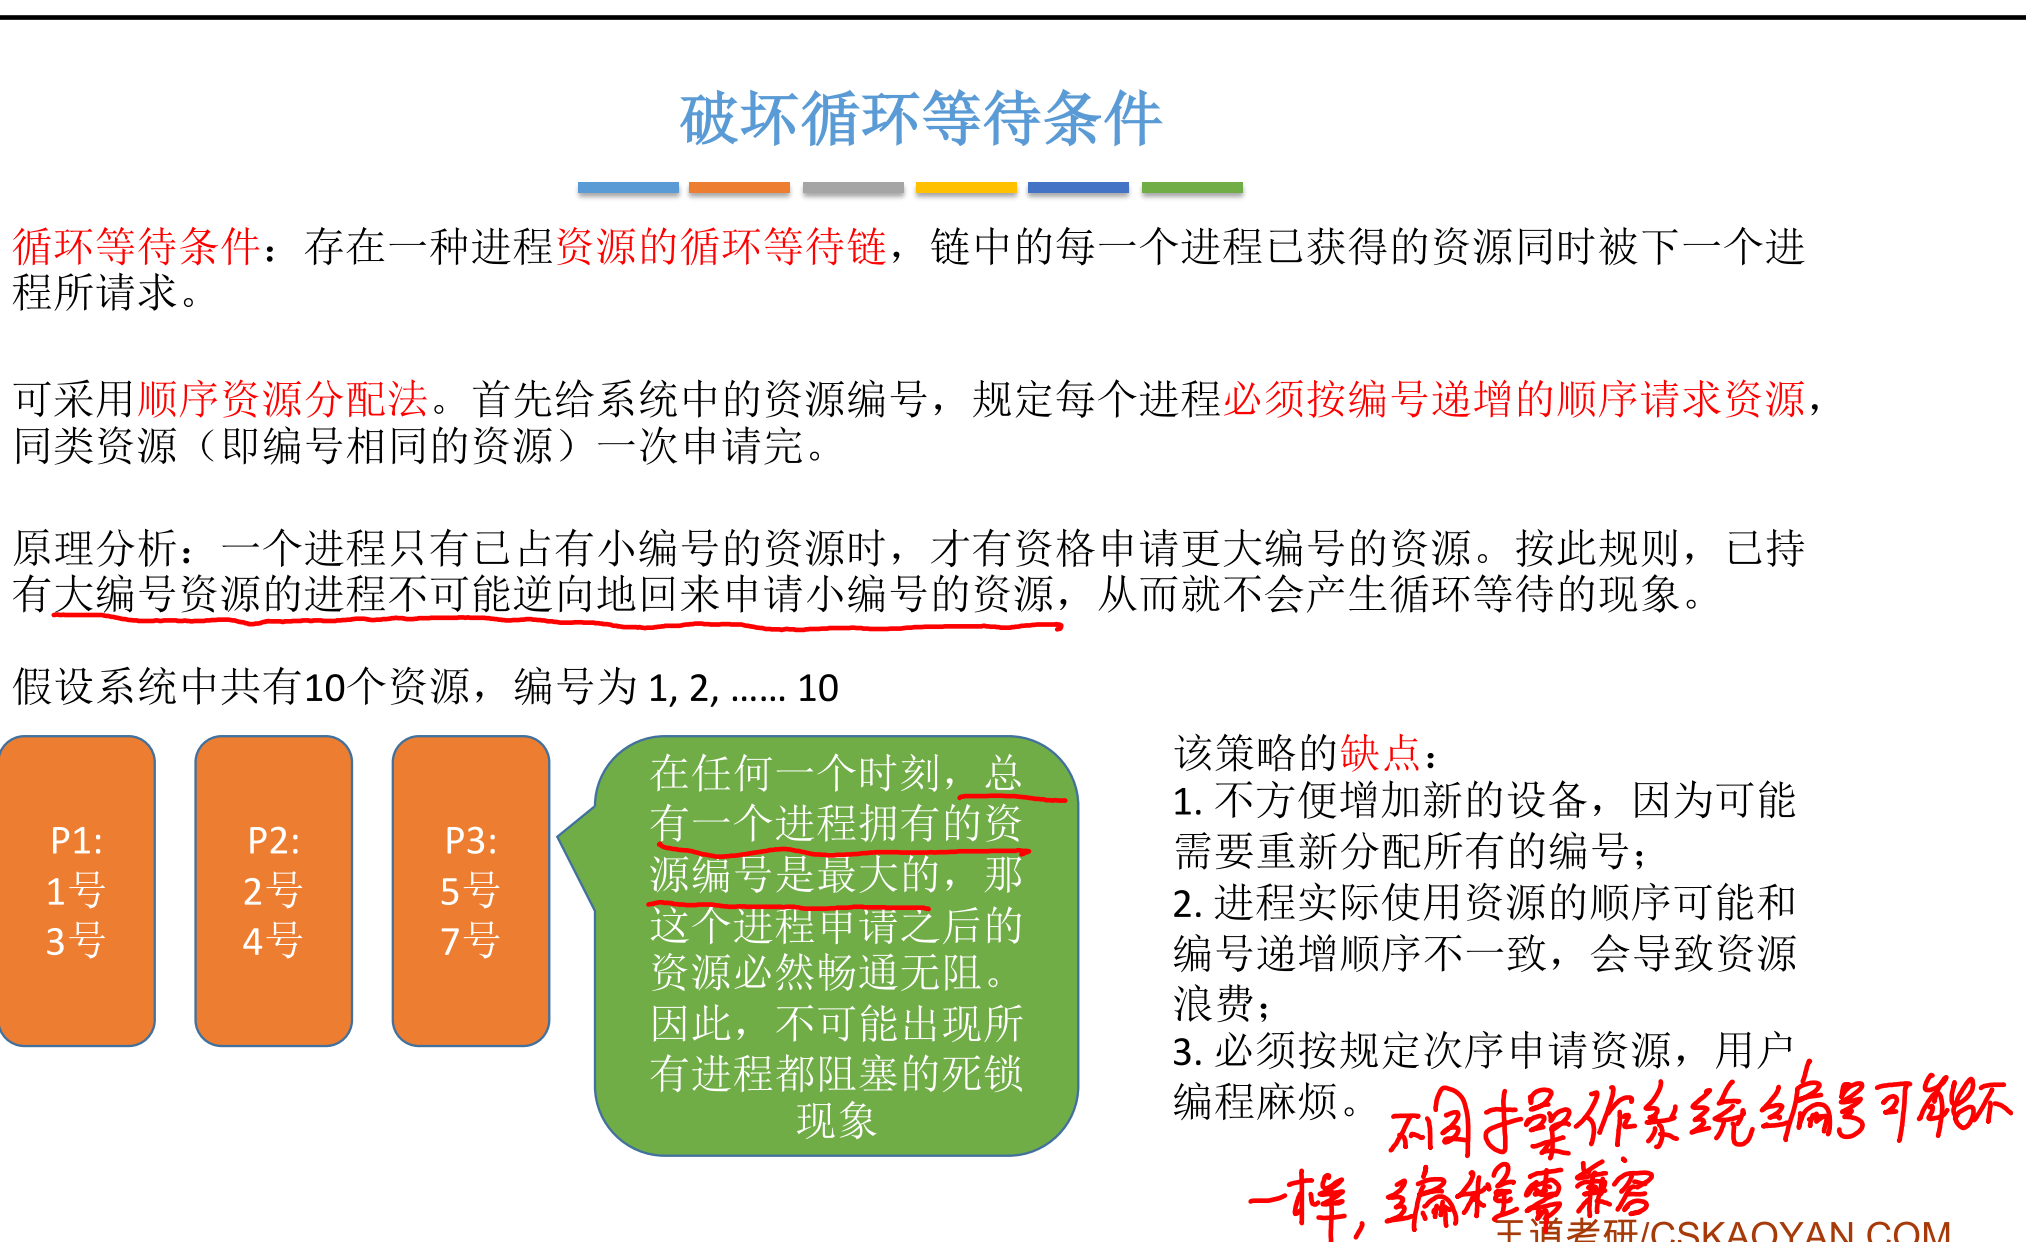 破坏循环等待条件
循环等待条件：存在一种进程资源的循环等待链，链中的每一个进程已获得的资源同时被下一个进
程所请求。
可采用顺序资源分配法。首先给系统中的资源编号，规定每个进程必须按编号递增的顺序请求资源，
同类资源（即编号相同的资源）一次申请完。
原理分析：一个进程只有已占有小编号的资源时，才有资格申请更大编号的资源。按此规则，已持
有大编号资源的进程不可能逆向地回来申请小编号的资源，从而就不会产生循环等待的现象。
假设系统中共有10个资源，编号为 1, 2, …… 10
P1:
1号
3号
P2:
2号
4号
P3:
5号
7号
在任何一个时刻，总
有一个进程拥有的资
源编号是最大的，那
这个进程申请之后的
资源必然畅通无阻。
因此，不可能出现所
有进程都阻塞的死锁
现象
该策略的缺点：
1. 不方便增加新的设备，因为可能
需要重新分配所有的编号；
2. 进程实际使用资源的顺序可能和
编号递增顺序不一致，会导致资源
浪费；
3. 必须按规定次序申请资源，用户
编程麻烦。
不同操作系统编号可能不
一样，编程需兼容
王道考研/CSKAOYAN.COM